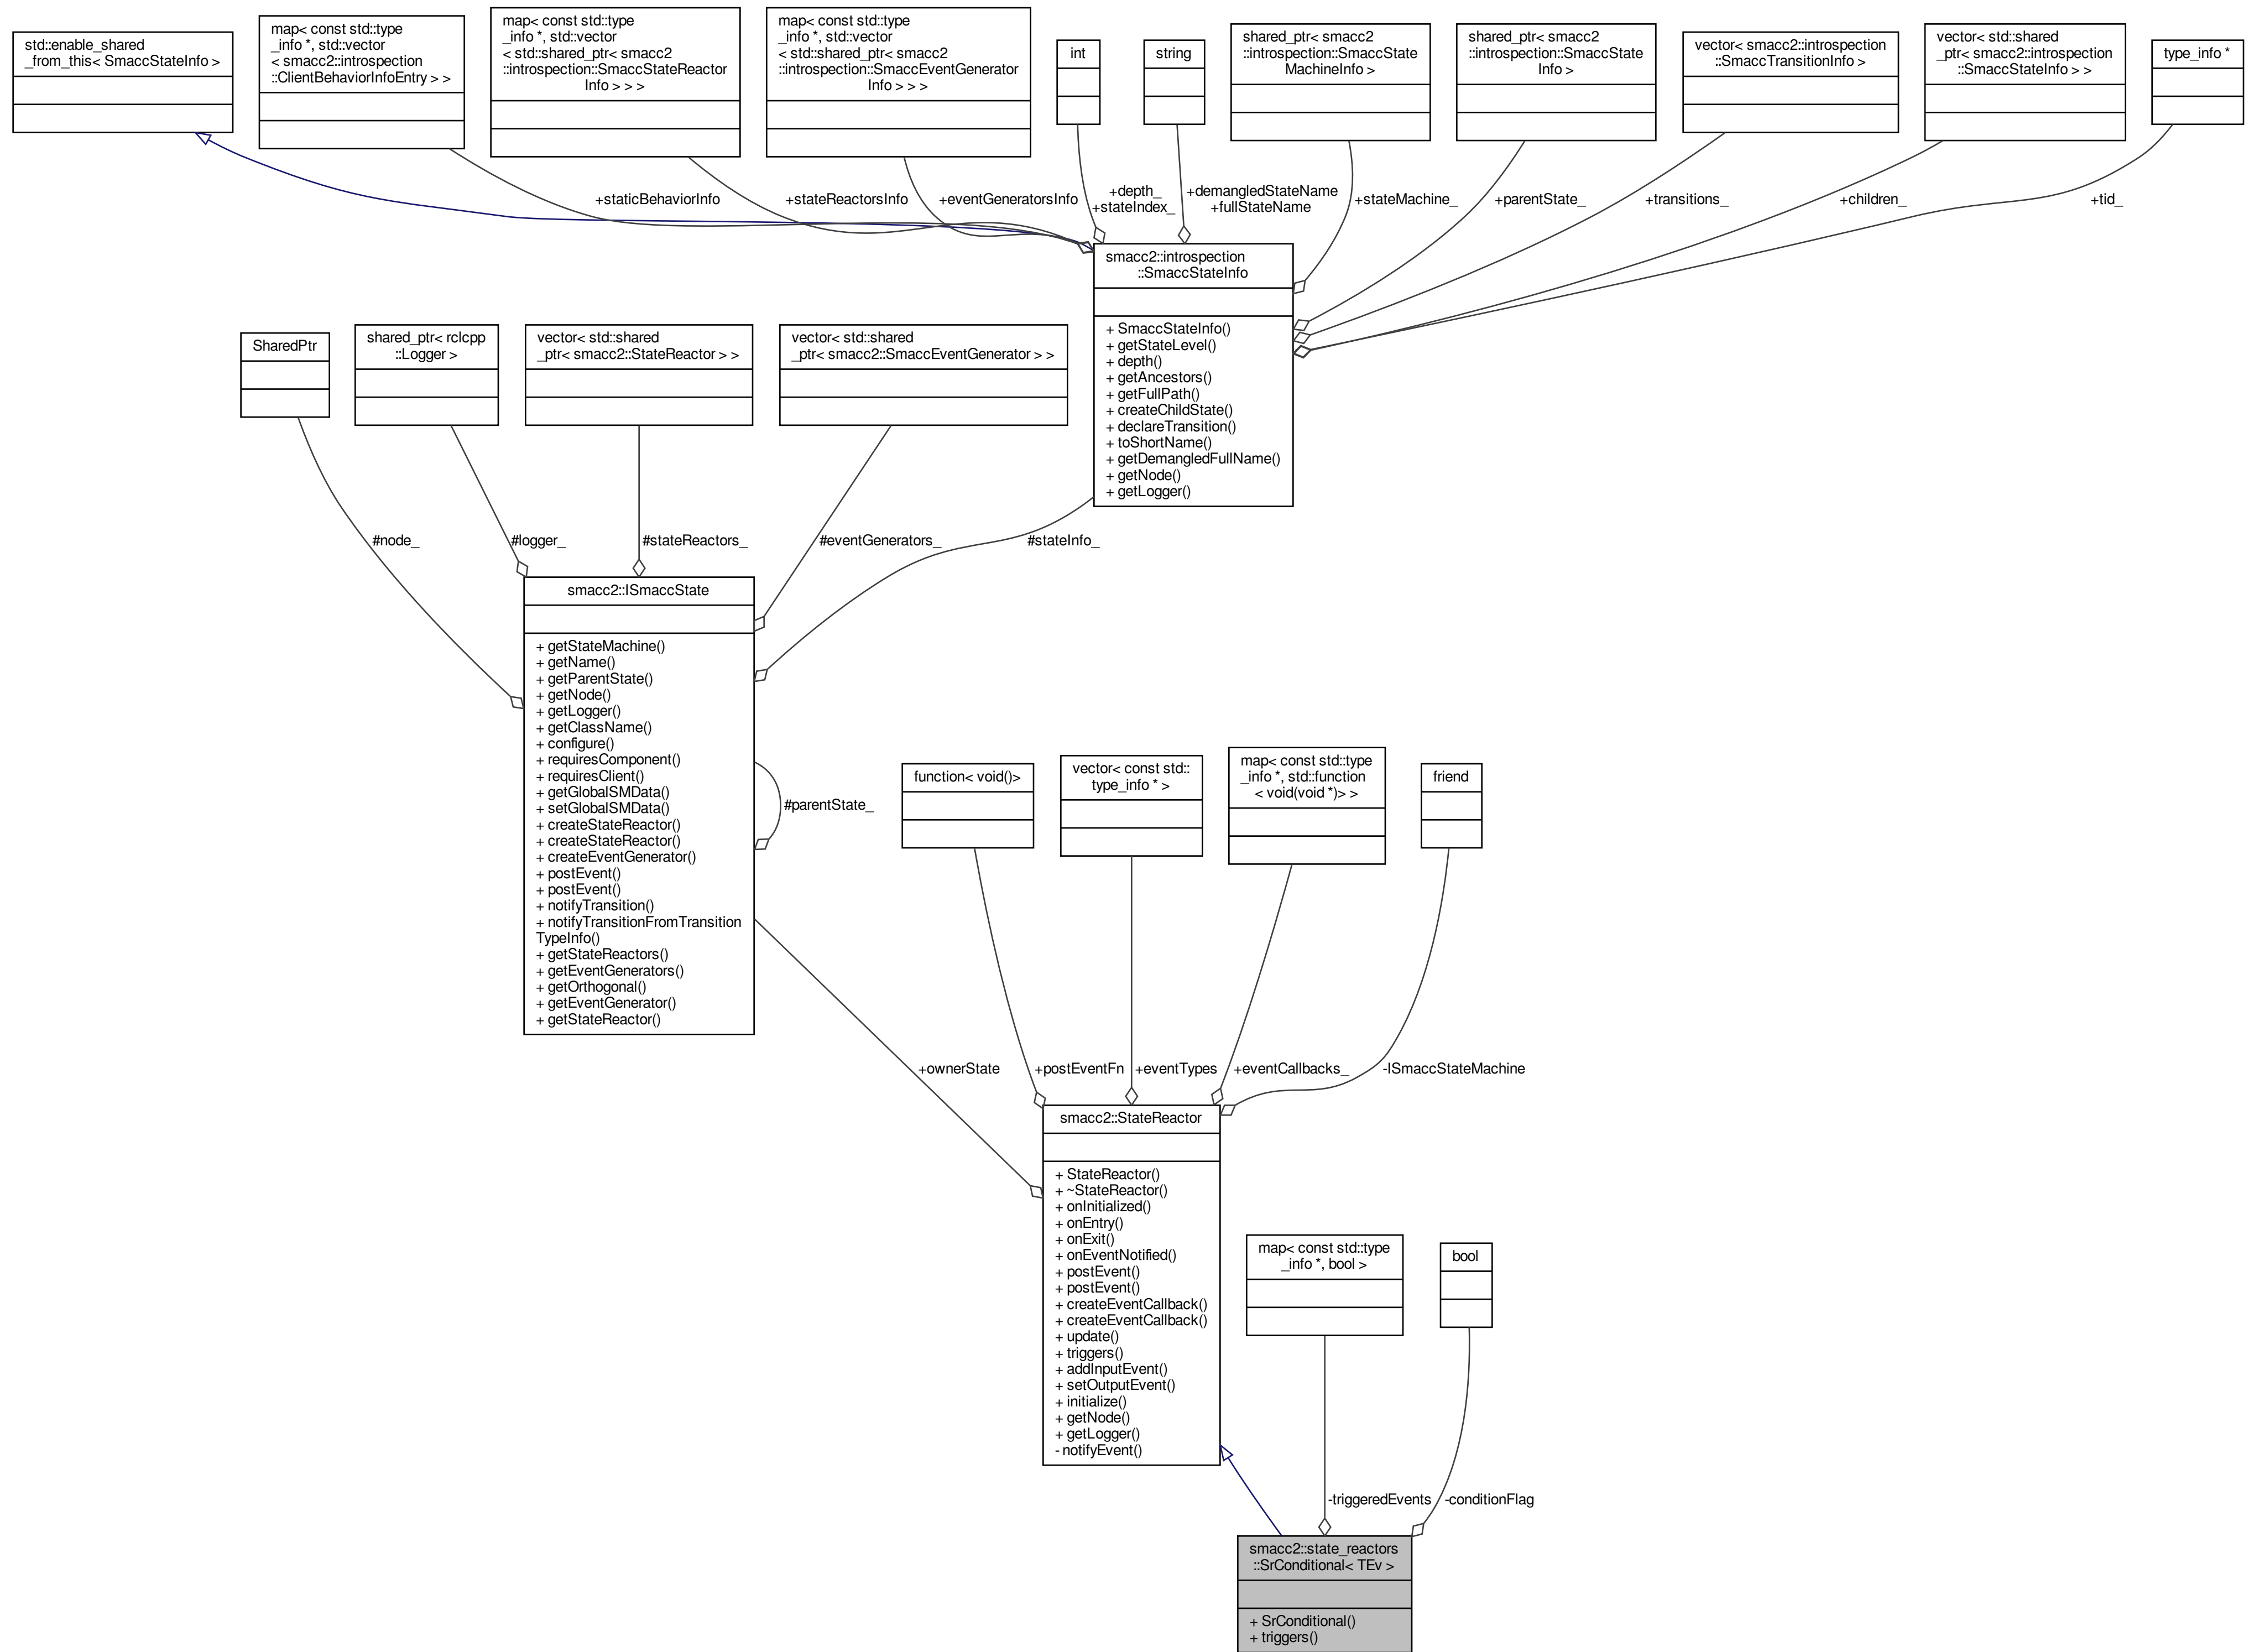 std::enable_shared
_from_this< SmaccStateInfo >
map< const std::type
_info *, std::vector
< smacc2::introspection
::ClientBehaviorInfoEntry > >
map< const std::type
_info *, std::vector
< std::shared_ptr< smacc2
::introspection::SmaccStateReactor
Info > > >
map< const std::type
_info *, std::vector
< std::shared_ptr< smacc2
::introspection::SmaccEventGenerator
Info > > >
int
string
shared_ptr< smacc2
::introspection::SmaccState
MachineInfo >
shared_ptr< smacc2
::introspection::SmaccState
Info >
vector< smacc2::introspection
::SmaccTransitionInfo >
vector< std::shared
_ptr< smacc2::introspection
::SmaccStateInfo > >
type_info *
+staticBehaviorInfo
+stateReactorsInfo
+eventGeneratorsInfo
+depth_
+stateIndex_
+demangledStateName
+fullStateName
+stateMachine_
+parentState_
+transitions_
+children_
+tid_
smacc2::introspection
::SmaccStateInfo
+ SmaccStateInfo()
+ getStateLevel()
+ depth()
+ getAncestors()
+ getFullPath()
+ createChildState()
+ declareTransition()
+ toShortName()
+ getDemangledFullName()
+ getNode()
+ getLogger()
SharedPtr
shared_ptr< rclcpp
::Logger >
vector< std::shared
_ptr< smacc2::StateReactor > >
vector< std::shared
_ptr< smacc2::SmaccEventGenerator > >
#node_
#logger_
#stateReactors_
#eventGenerators_
#stateInfo_
smacc2::ISmaccState
+ getStateMachine()
+ getName()
+ getParentState()
+ getNode()
+ getLogger()
+ getClassName()
+ configure()
+ requiresComponent()
+ requiresClient()
+ getGlobalSMData()
+ setGlobalSMData()
+ createStateReactor()
+ createStateReactor()
+ createEventGenerator()
+ postEvent()
+ postEvent()
+ notifyTransition()
+ notifyTransitionFromTransition
TypeInfo()
+ getStateReactors()
+ getEventGenerators()
+ getOrthogonal()
+ getEventGenerator()
+ getStateReactor()
#parentState_
function< void()>
vector< const std::
type_info * >
map< const std::type
_info *, std::function
< void(void *)> >
friend
+ownerState
+postEventFn
+eventTypes
+eventCallbacks_
-ISmaccStateMachine
smacc2::StateReactor
+ StateReactor()
+ ~StateReactor()
+ onInitialized()
+ onEntry()
+ onExit()
+ onEventNotified()
+ postEvent()
+ postEvent()
+ createEventCallback()
+ createEventCallback()
+ update()
+ triggers()
+ addInputEvent()
+ setOutputEvent()
+ initialize()
+ getNode()
+ getLogger()
- notifyEvent()
map< const std::type
_info *, bool >
bool
-triggeredEvents
-conditionFlag
smacc2::state_reactors
::SrConditional< TEv >
+ SrConditional()
+ triggers()